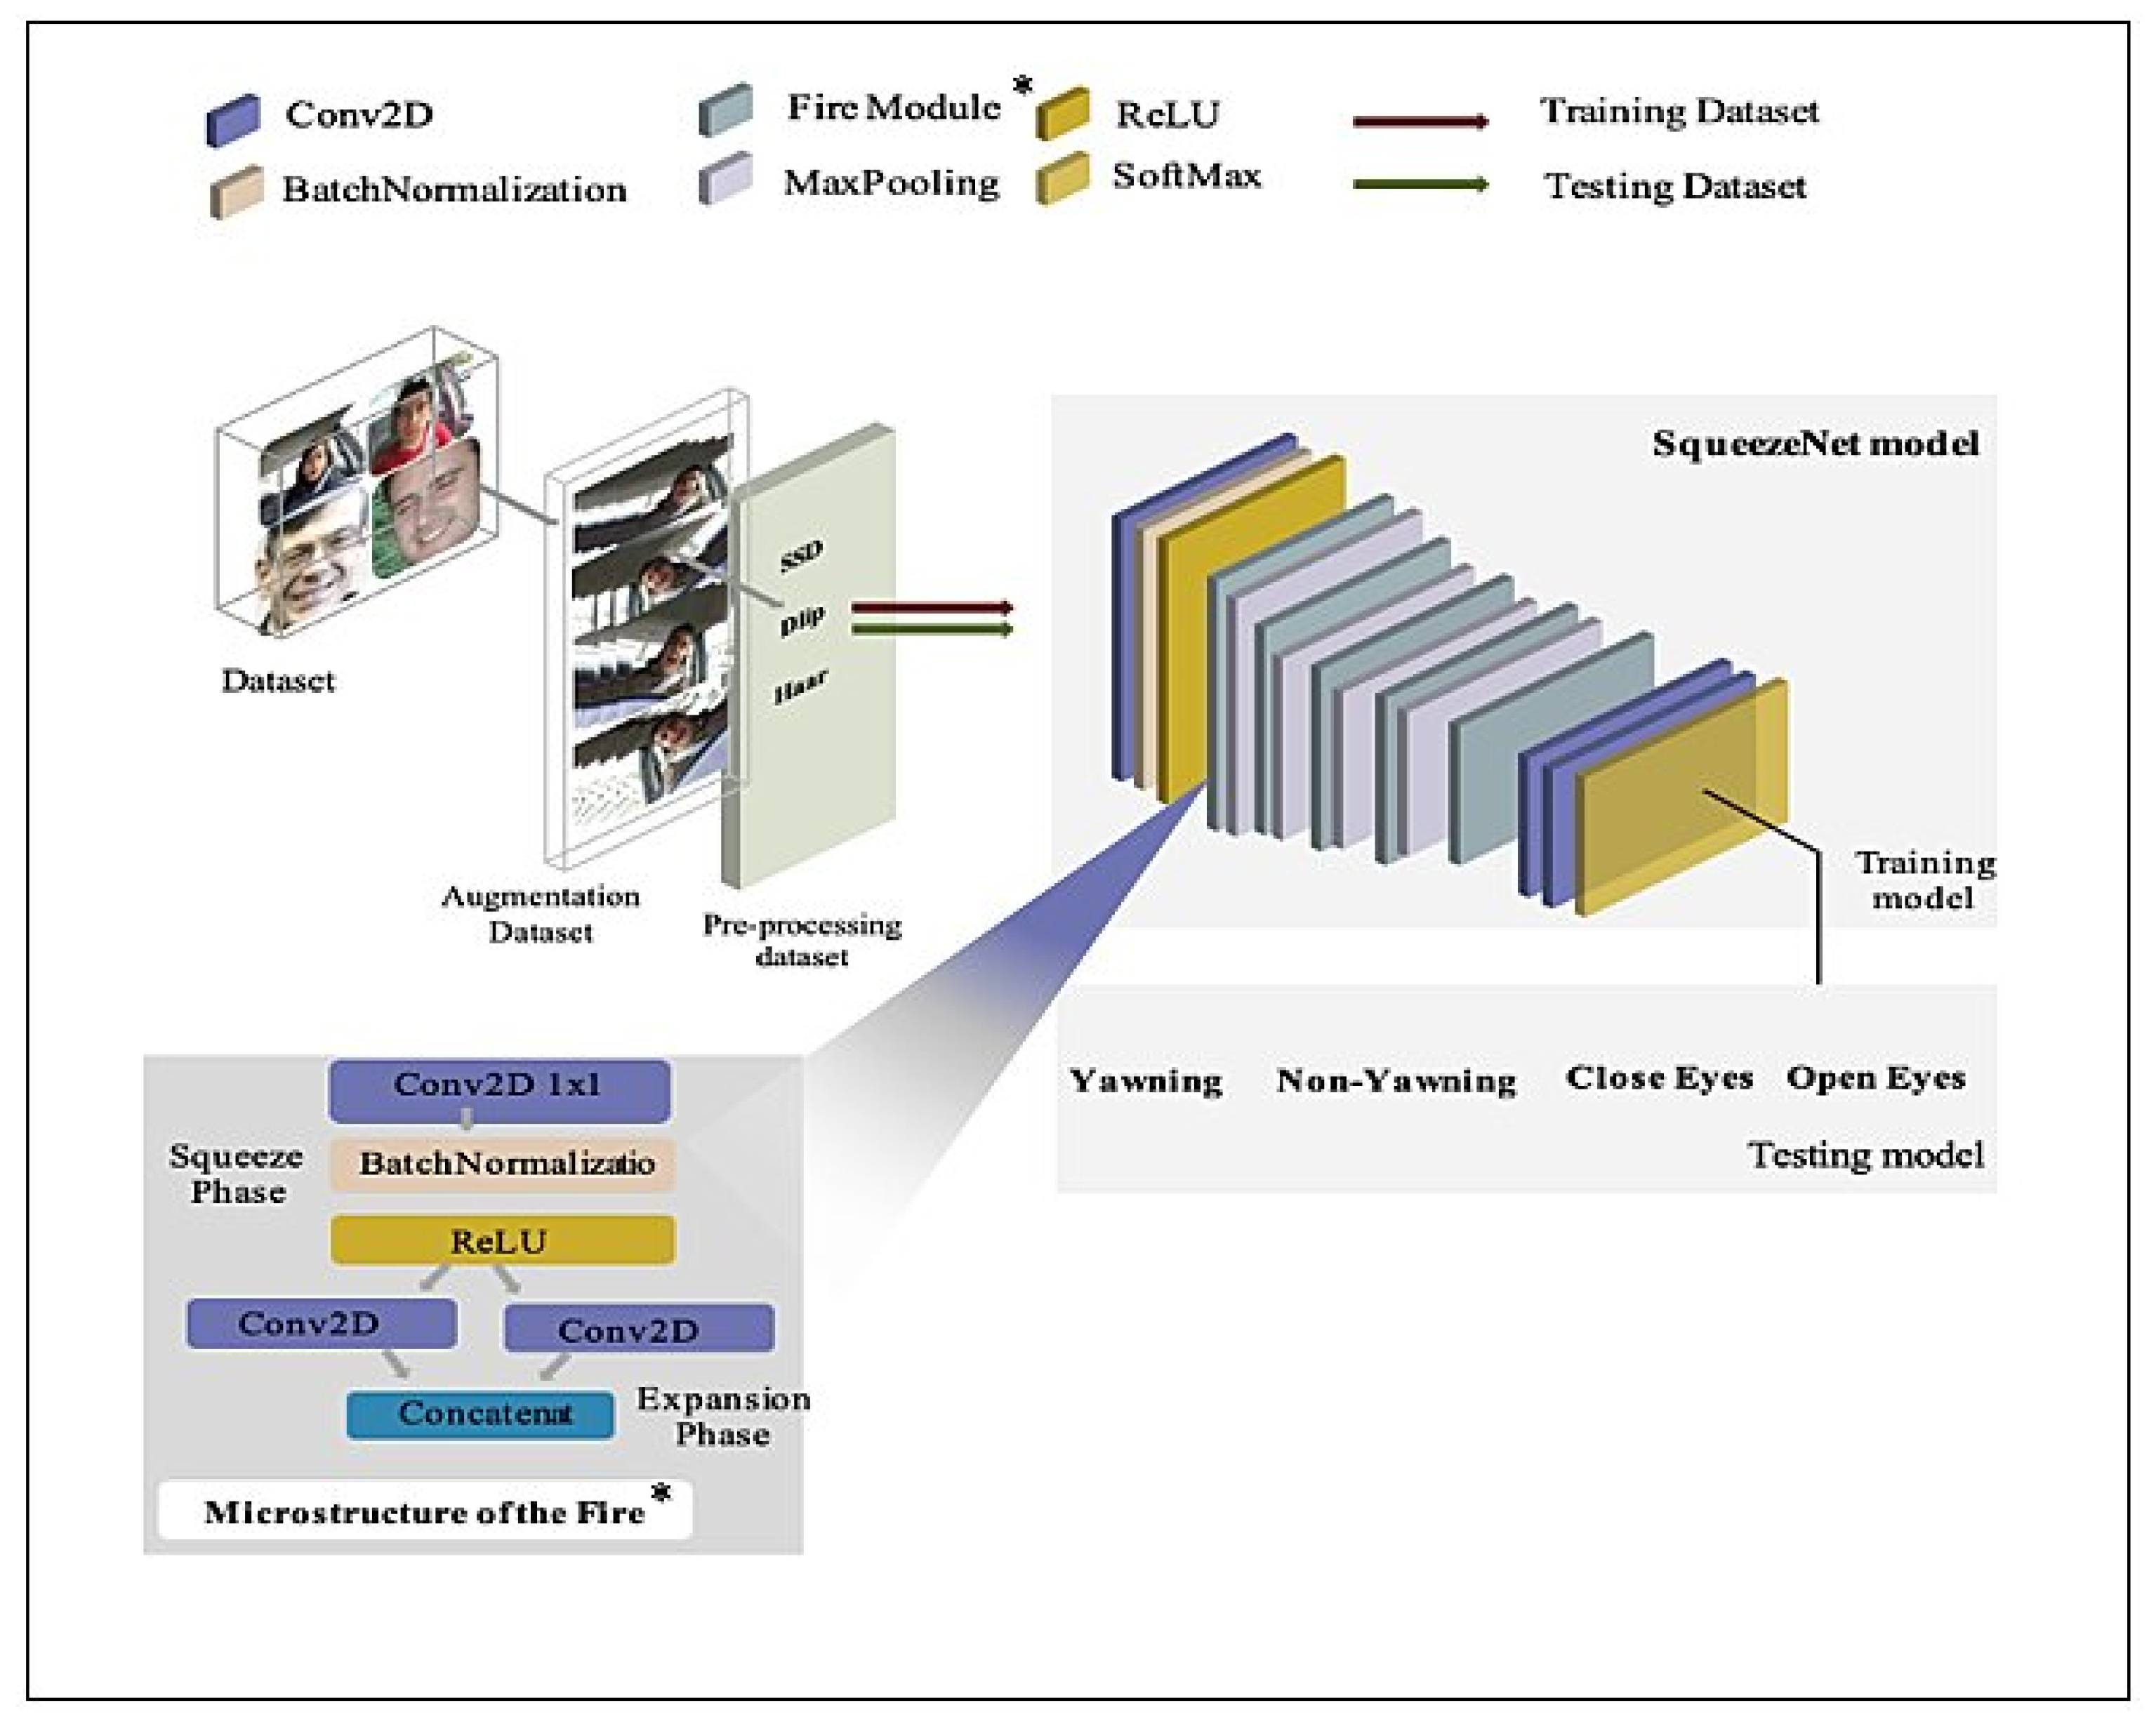 Conv2D
Fire Module *
ReLU
Training Dataset
BatchNormalization
MaxPooling
SoftMax
Testing Dataset
SqueezeNet model
SSD
Dlip
Haar
Dataset
Augmentation
Dataset
Pre-processing
dataset
Training
model
Yawning
Non-Yawning
Close Eyes
Open Eyes
Testing model
Conv2D 1x1
Squeeze
Phase
BatchNormalizatio
ReLU
Conv2D
Conv2D
Concatenat
Expansion
Phase
Microstructure of the Fire *